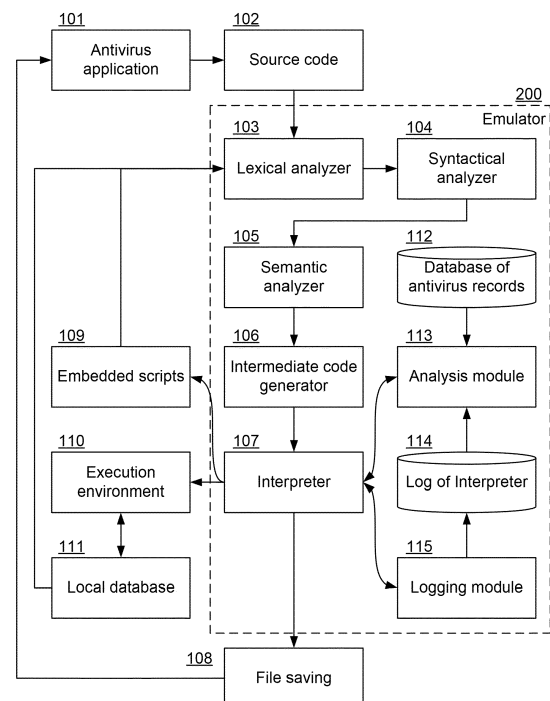 101
Antivirus
application
102
Source code
200
Emulator
103
Lexical analyzer
104
Syntactical
analyzer
105
Semantic
analyzer
112
Database of
antivirus records
109
Embedded scripts
106
Intermediate code
generator
113
Analysis module
110
Execution
environment
107
Interpreter
114
Log of Interpreter
111
Local database
115
Logging module
108
File saving